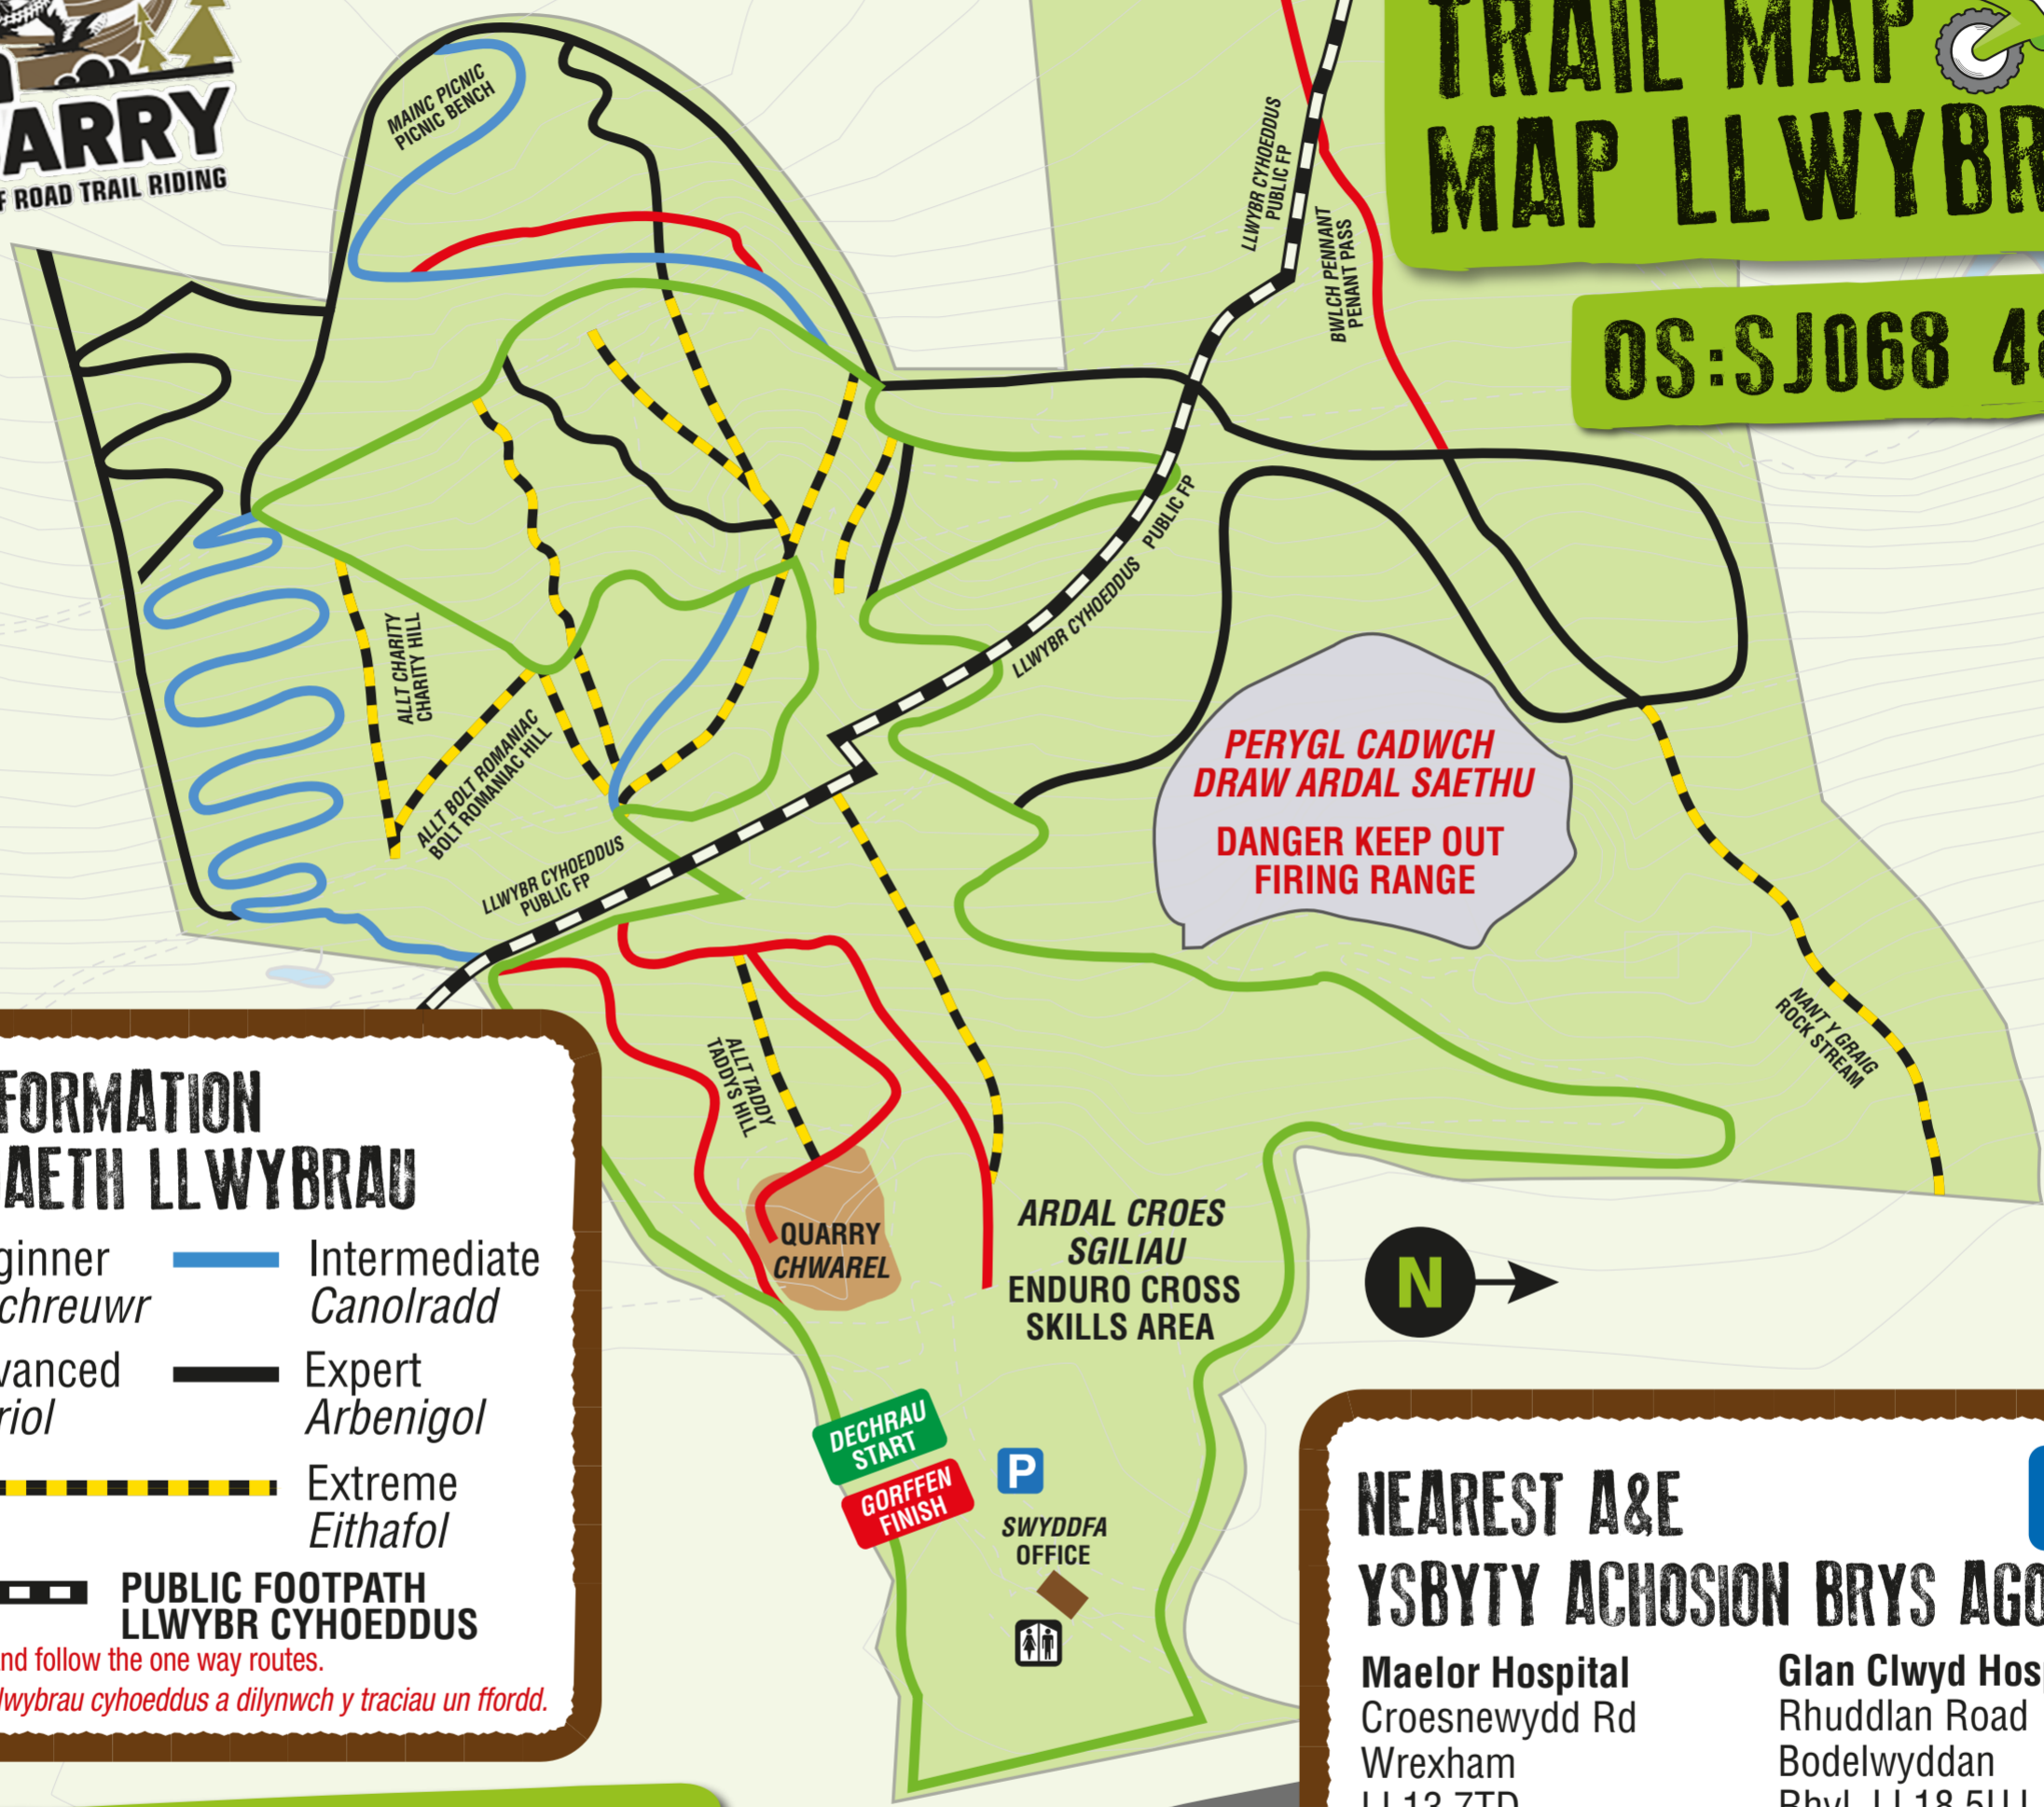 ARRY
F ROAD TRAIL RIDING
TRAIL MAP
MAP LLWYBR
OS:SJ068 48
MAINC PICNIC
PICNIC BENCH
LLWYBR CYHOEDDUS
PUBLIC FP
BWLCH PENNANT
PENANT PASS
LLWYBR CYHOEDDUS PUBLIC FP
ALLT CHARITY
CHARITY HILL
ALLT BOLT ROMANIAC
BOLT ROMANIAC HILL
LLWYBR CYHOEDDUS
PUBLIC FP
PERYGL CADWCH
DRAW ARDAL SAETHU
DANGER KEEP OUT
FIRING RANGE
NANT Y GRAIG
ROCK STREAM
ALLT TADDY
TADDYS HILL
QUARRY
CHWAREL
ARDAL CROES
SGILIAU
ENDURO CROSS
SKILLS AREA
N
DECHRAU
START
GORFFEN
FINISH
P
SWYDDFA
OFFICE
FORMATION
AETH LLWYBRAU
ginner
chreuwr
Intermediate
Canolradd
vanced
riol
Expert
Arbenigol
Extreme
Eithafol
PUBLIC FOOTPATH
LLWYBR CYHOEDDUS
nd follow the one way routes.
lwybrau cyhoeddus a dilynwch y traciau un ffordd.
NEAREST A&E
YSBYTY ACHOSION BRYS AGO
Maelor Hospital
Croesnewydd Rd
Wrexham
LL13 7TD
Glan Clwyd Hosp
Rhuddlan Road
Bodelwyddan